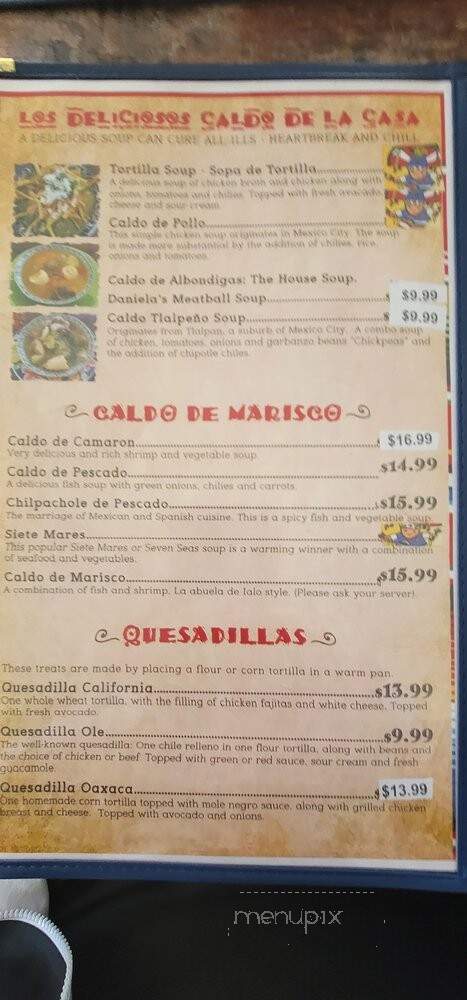 Los Deliciosos Caldo De La Casa
A DELICIOUS SOUP CAN CURE ALL ILLS - HEARTBREAK AND CHILL
Tortilla Soup - Sopa de Tortilla
A delicious soup of chicken broth and chicken along with
onions, tomatoes and chilies. Topped with fresh avocado,
cheese and sour cream.
Caldo de Pollo
This simple chicken soup originates in Mexico City. The soup
is made more substantial by the addition of chilies, rice,
onions and tomatoes.
Caldo de Albondigas: The House Soup.
Daniela's Meatball Soup $9.99
Caldo Tlalpeño Soup $ $9.99
Originates from Tlalpan, a suburb of Mexico City. A combo soup
of chicken, tomatoes, onions and garbanzo beans "Chickpeas" and
the addition of chipotle chiles.
Caldo De Marisco
Caldo de Camaron $16.99
Very delicious and rich shrimp and vegetable soup.
Caldo de Pescado $14.99
A delicious fish soup with green onions, chilies and carrots.
Chilpachole de Pescado $15.99
The marriage of Mexican and Spanish cuisine. This is a spicy fish and vegetable soup.
Siete Mares
This popular Siete Mares or Seven Seas soup is a warming winner with a combination
of seafood and vegetables.
Caldo de Marisco $15.99
A combination of fish and shrimp. La abuela de lalo style. (Please ask your server).
Quesadillas
These treats are made by placing a flour or corn tortilla in a warm pan
Quesadilla California $13.99
One whole wheat tortilla, with the filling of chicken fajitas and white cheese. Topped
with fresh avocado.
Quesadilla Ole $9.99
The well-known quesadilla: One chile relleno in one flour tortilla, along with beans and
the choice of chicken or beef. Topped with green or red sauce, sour cream and fresh
guacamole.
Quesadilla Oaxaca $13.99
One homemade corn tortilla topped with mole negro sauce, along with grilled chicken
breast and cheese. Topped with avocado and onions.
menupix